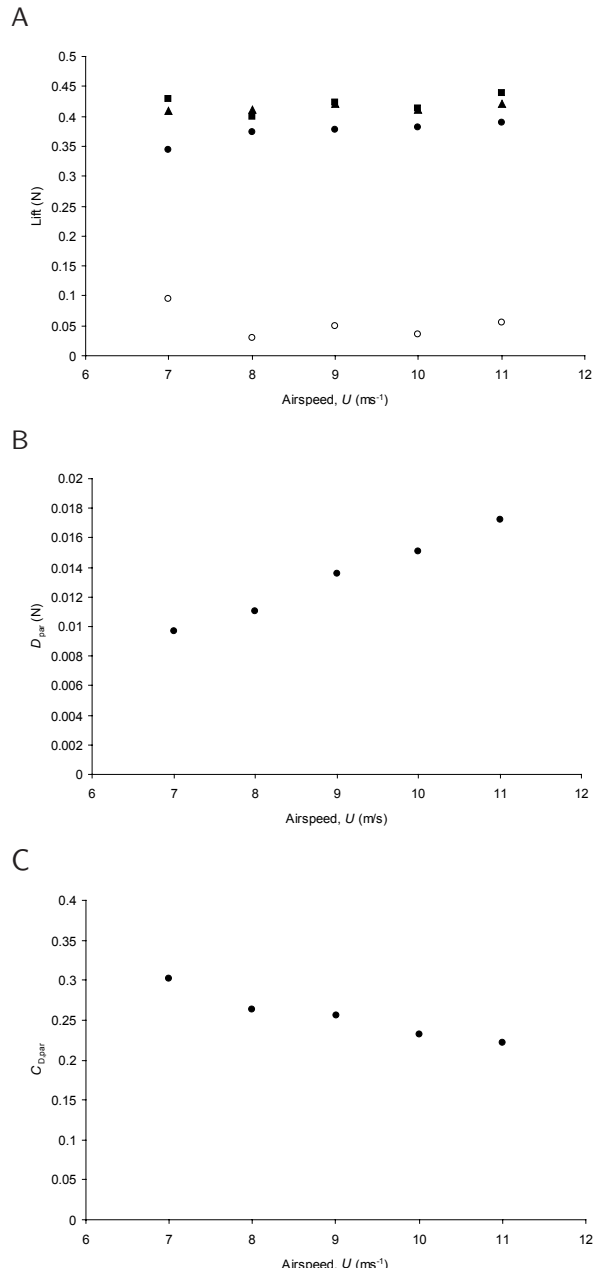 A
0.5
0.45
0.4
0.35
0.3
0.25
0.2
0.15
0.1
0.05
0
Lift (N)
6 7 8 9 10 11 12
Airspeed, U (ms⁻¹)
B
0.02
0.018
0.016
0.014
0.012
0.01
0.008
0.006
0.004
0.002
0
D par (N)
6 7 8 9 10 11 12
Airspeed, U (m/s)
C
0.4
0.35
0.3
0.25
0.2
0.15
0.1
0.05
0
C D,par
6 7 8 9 10 11 12
Airspeed, U (ms⁻¹)